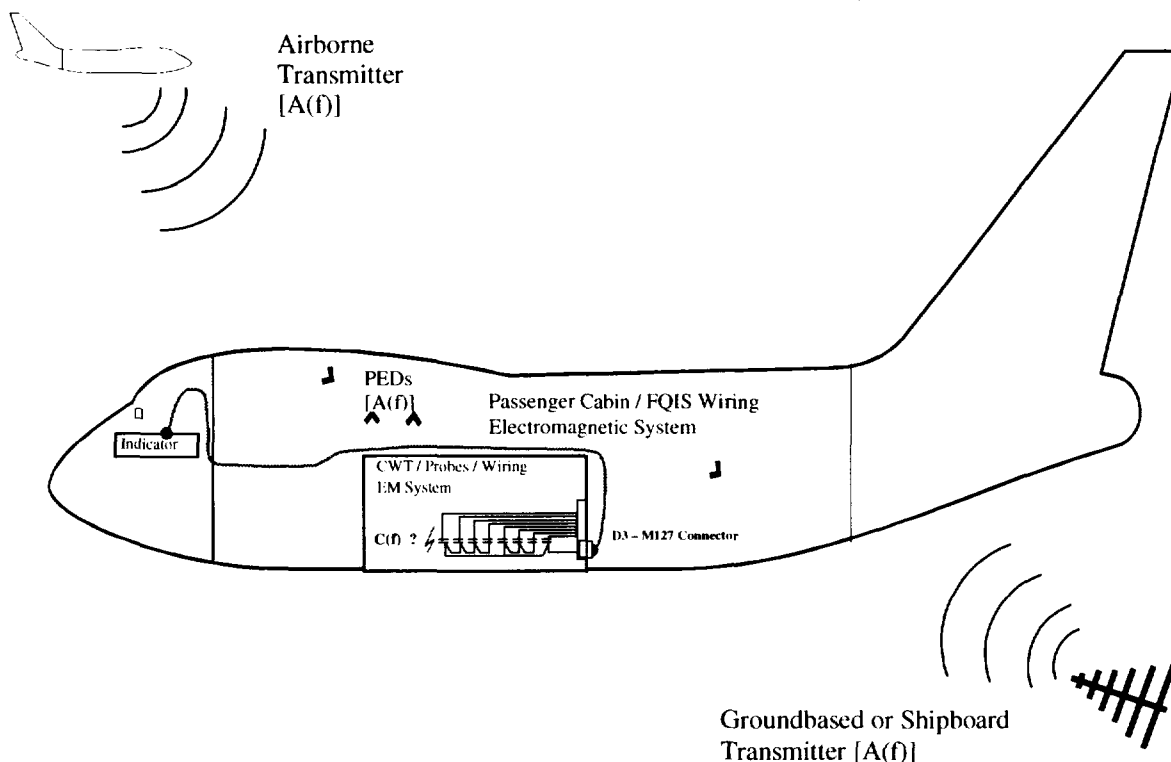 Airborne
Transmitter
[A(f)]
PEDs
[A(f)]
Passenger Cabin / FQIS Wiring
Electromagnetic System
Indicator
CWT / Probes / Wiring
EM System
C(f) ?
D3 – M127 Connector
Groundbased or Shipboard
Transmitter [A(f)]